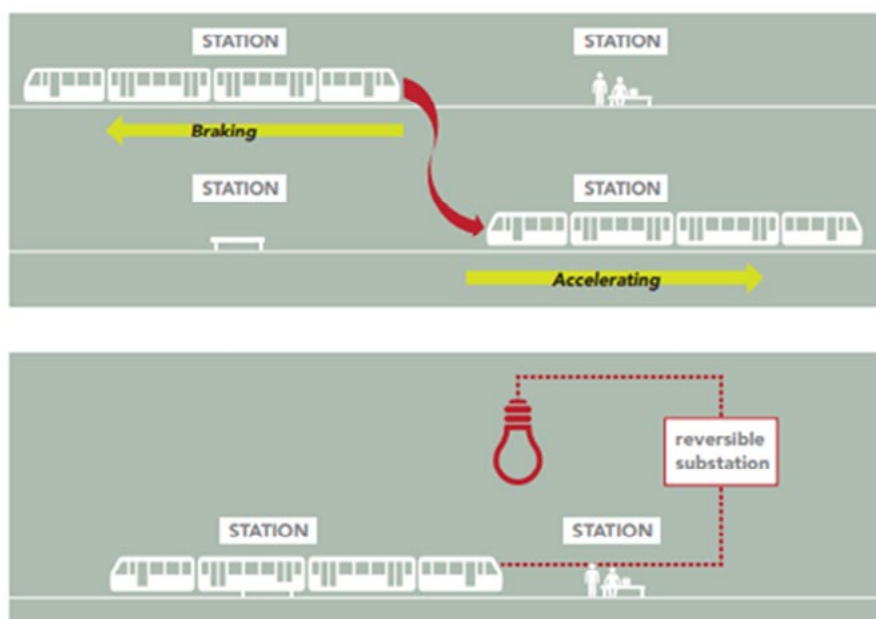 STATION
STATION
Braking
STATION
STATION
Accelerating
reversible
substation
STATION
STATION